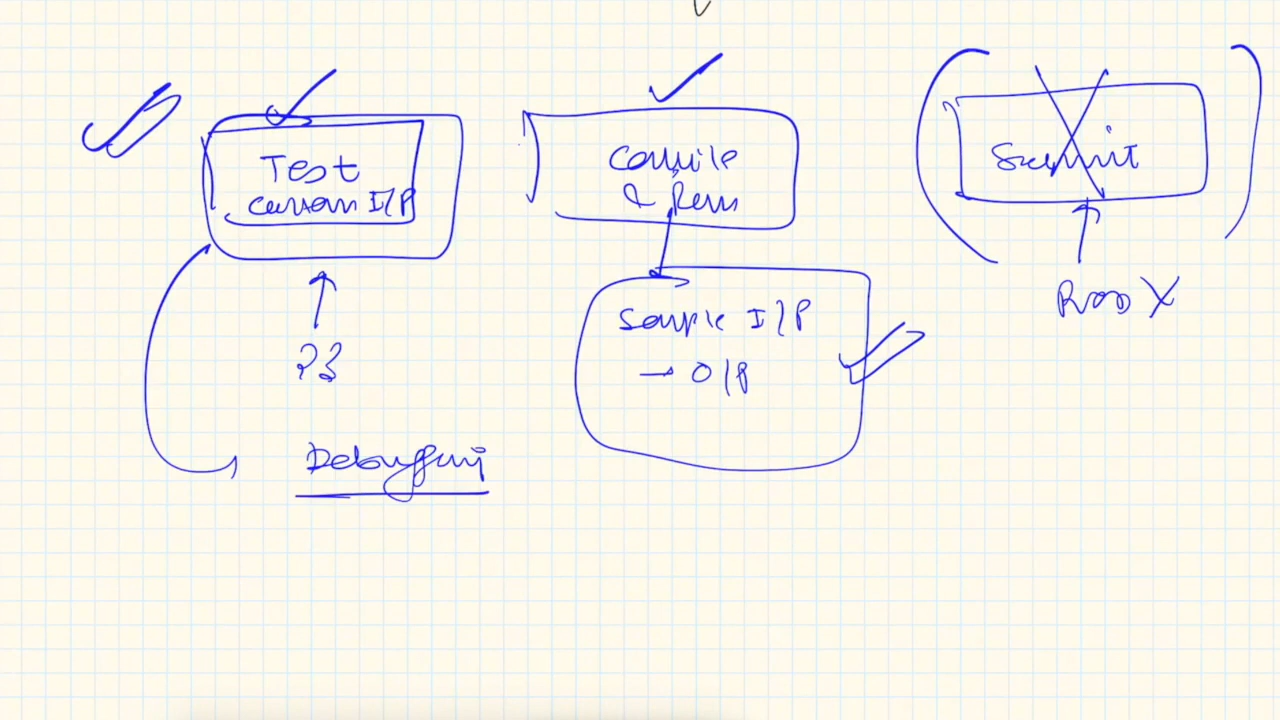 Test
custom I/P
Compile
& Run
Submit
Sample I/P
→ O/P
Debugging